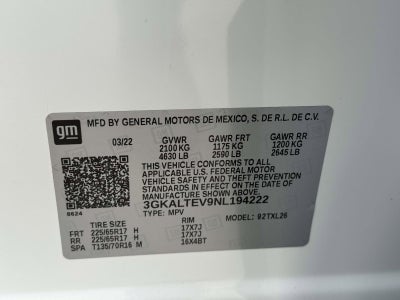 gm
MFD BY GENERAL MOTORS DE MEXICO, S. DE R.L. DE C.V.
03/22 GVWR GAWR FRT GAWR RR
2100 KG 1175 KG 1200 KG
4630 LB 2590 LB 2645 LB
THIS VEHICLE CONFORMS TO ALL
APPLICABLE U.S. FEDERAL MOTOR
VEHICLE SAFETY AND THEFT PREVENTION
STANDARDS IN EFFECT ON THE DATE OF
MANUFACTURE SHOWN ABOVE.
3GKALTEV9NL194222
8624 TYPE: MPV MODEL: 92TXL26
TIRE SIZE RIM
FRT 225/65R17 H 17X7J
RR 225/65R17 H 17X7J
SPA T135/70R16 M 16X4BT